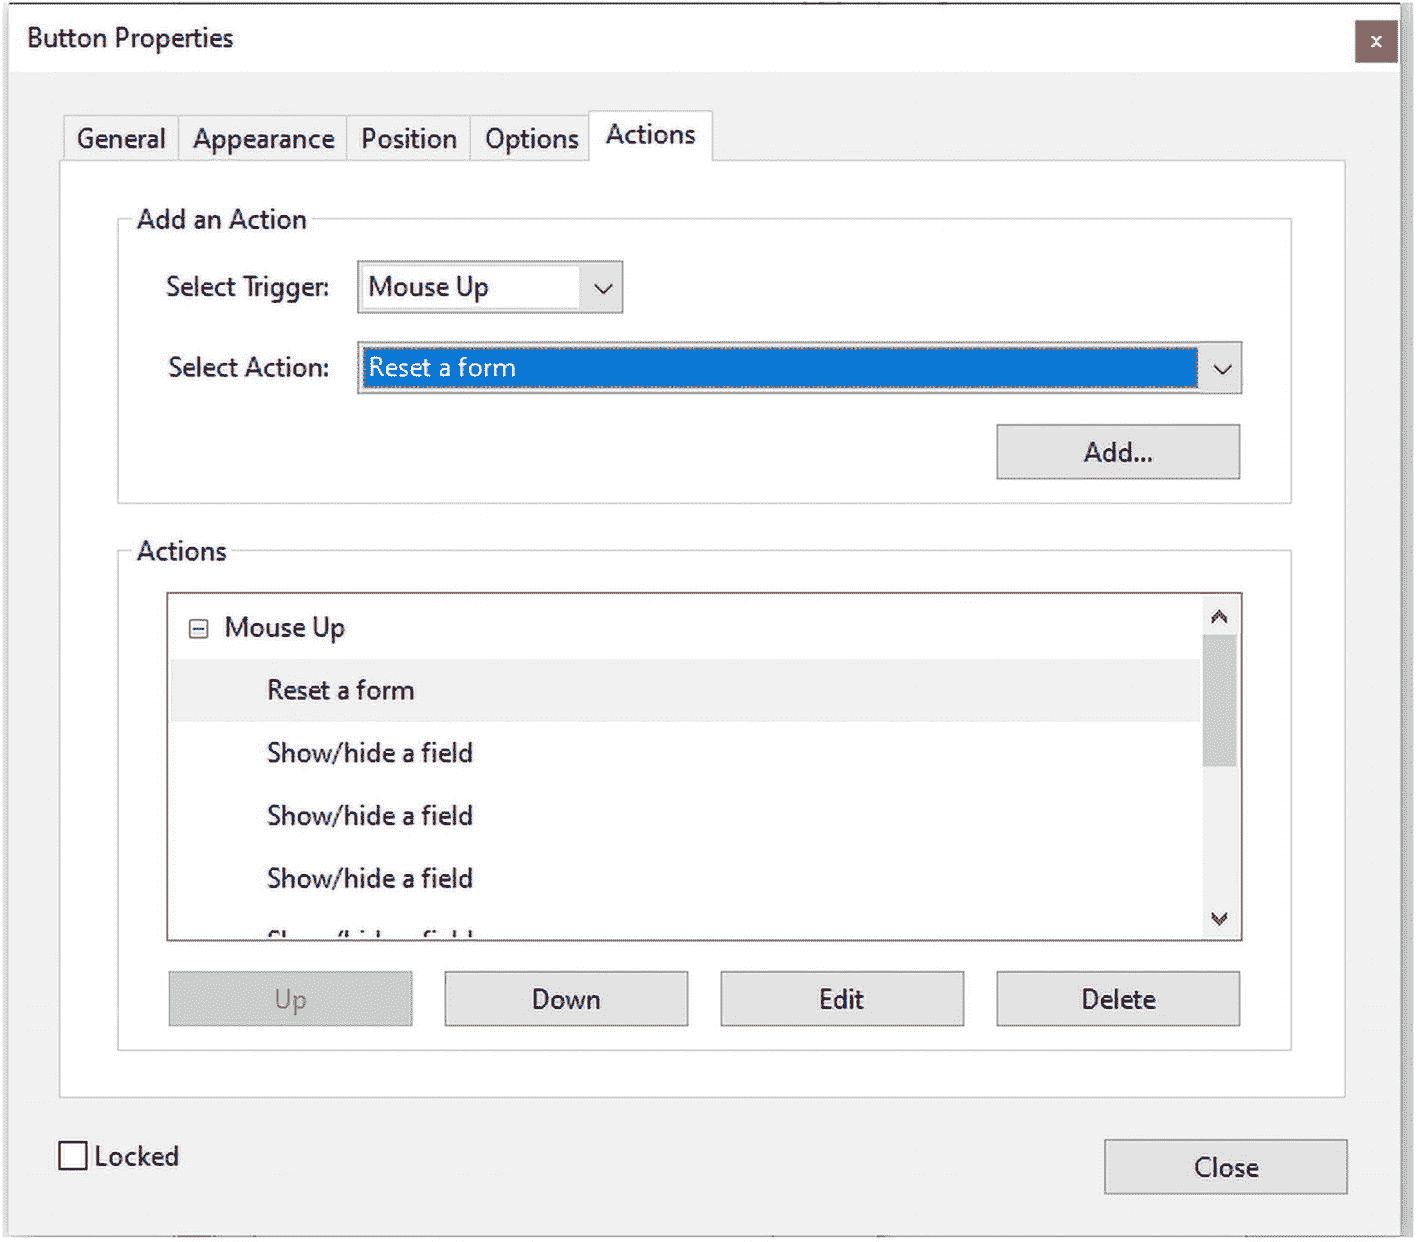 Button Properties
x
General Appearance Position Options Actions
Add an Action
Select Trigger: Mouse Up
Select Action: Reset a form
Add...
Actions
Mouse Up
Reset a form
Show/hide a field
Show/hide a field
Show/hide a field
Up Down Edit Delete
Locked
Close